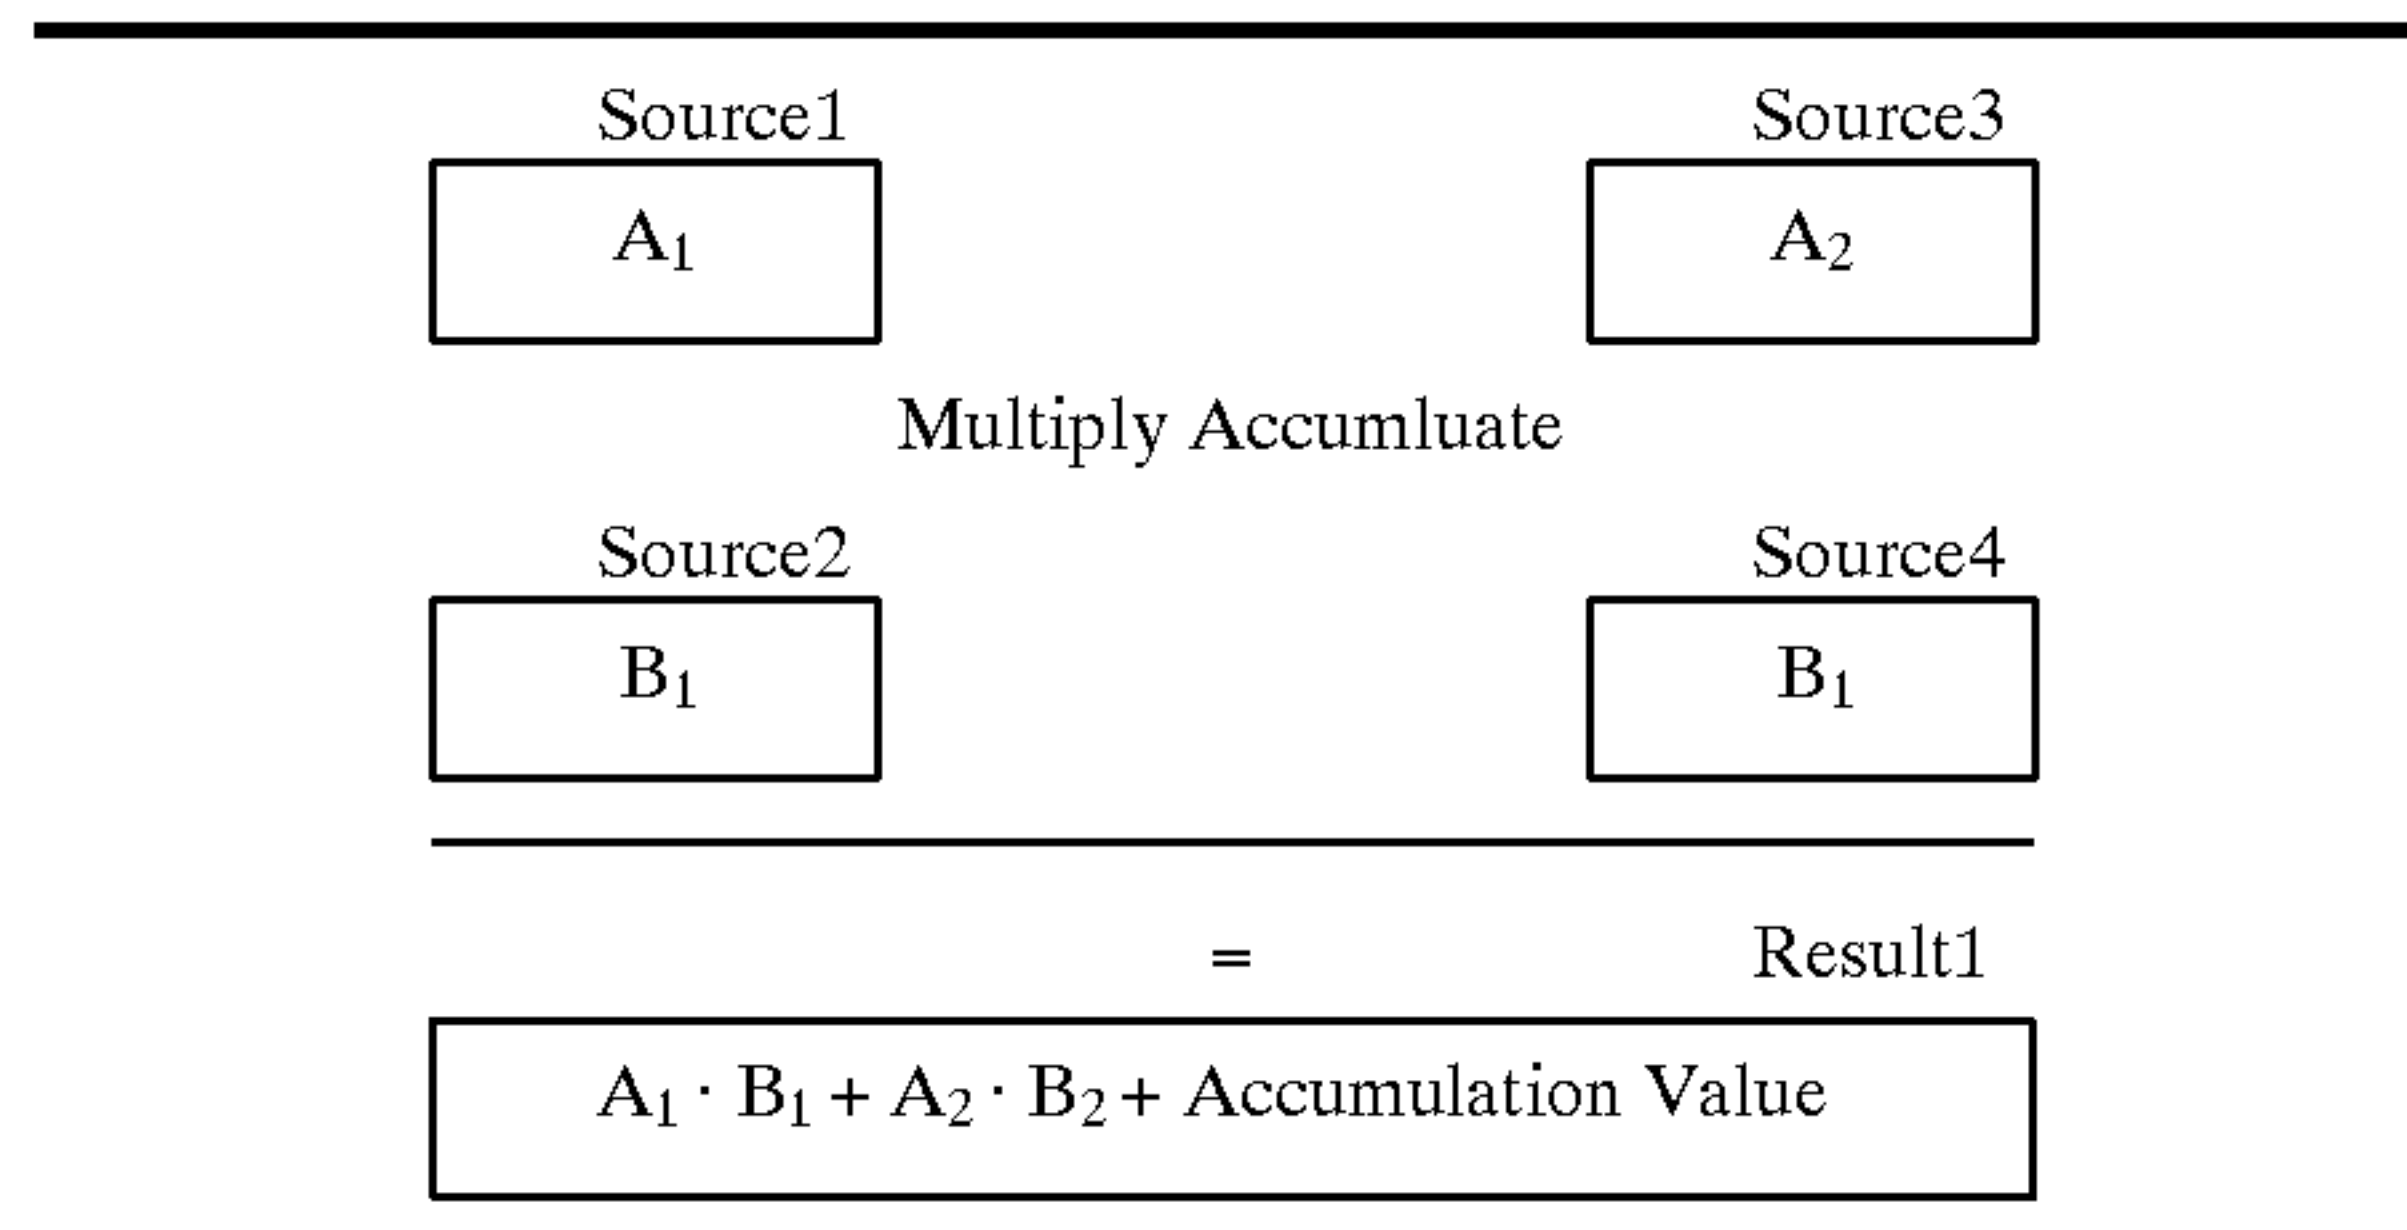 Source1 Source3
A₁ A₂
Multiply Accumluate
Source2 Source4
B₁ B₁
= Result1
A₁ · B₁ + A₂ · B₂ + Accumulation Value